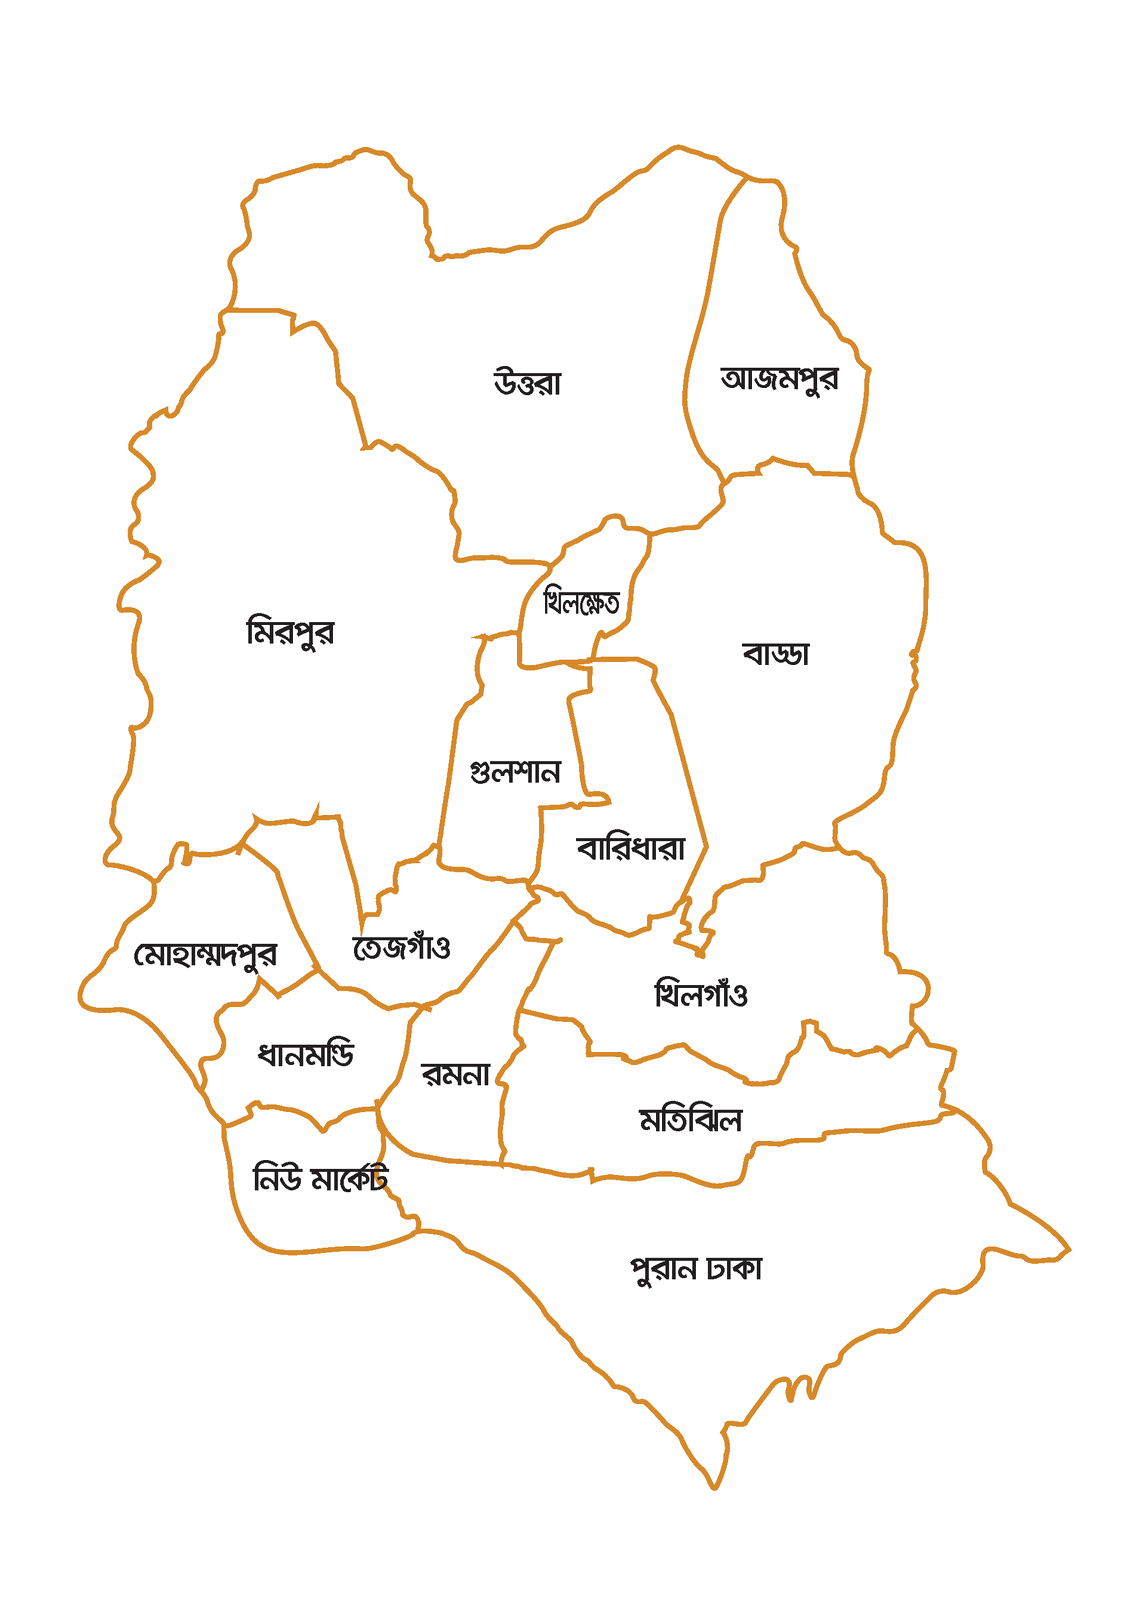 উত্তরা
আজমপুর
খিলক্ষেত
মিরপুর
বাড্ডা
গুলশান
বারিধারা
মোহাম্মদপুর
তেজগাঁও
খিলগাঁও
ধানমন্ডি
রমনা
মতিঝিল
নিউ মার্কেট
পুরান ঢাকা